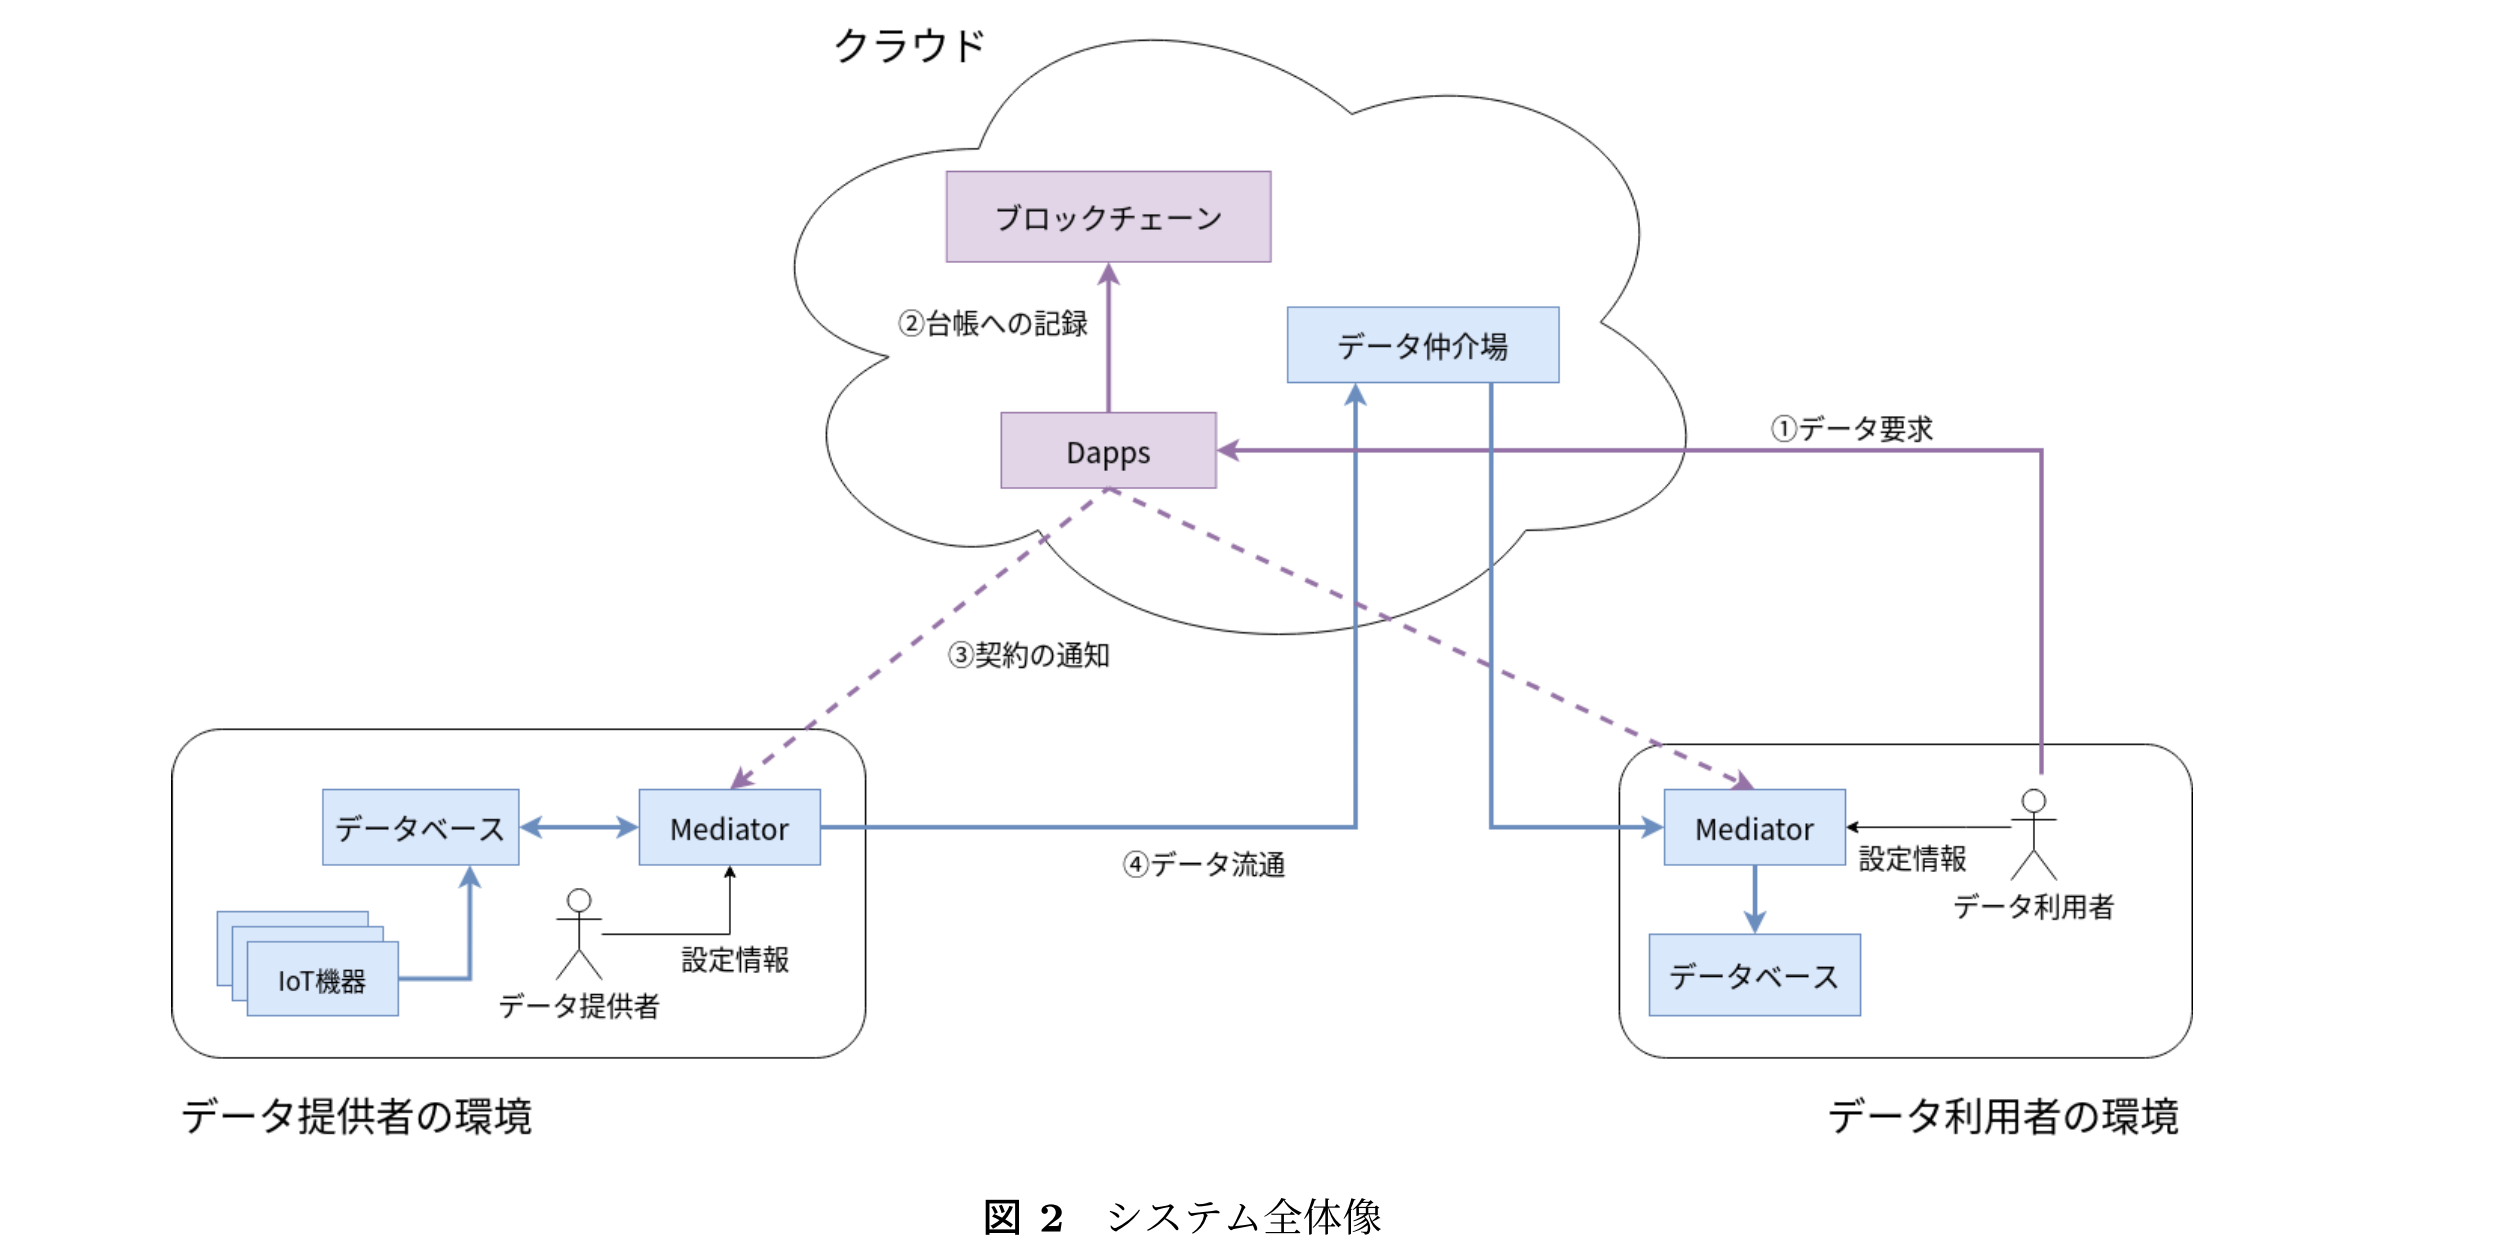 クラウド
ブロックチェーン
②台帳への記録
データ仲介場
Dapps
①データ要求
③契約の通知
データベース
Mediator
IoT機器
設定情報
データ提供者
④データ流通
Mediator
設定情報
データ利用者
データベース
データ提供者の環境
データ利用者の環境
図 2 システム全体像